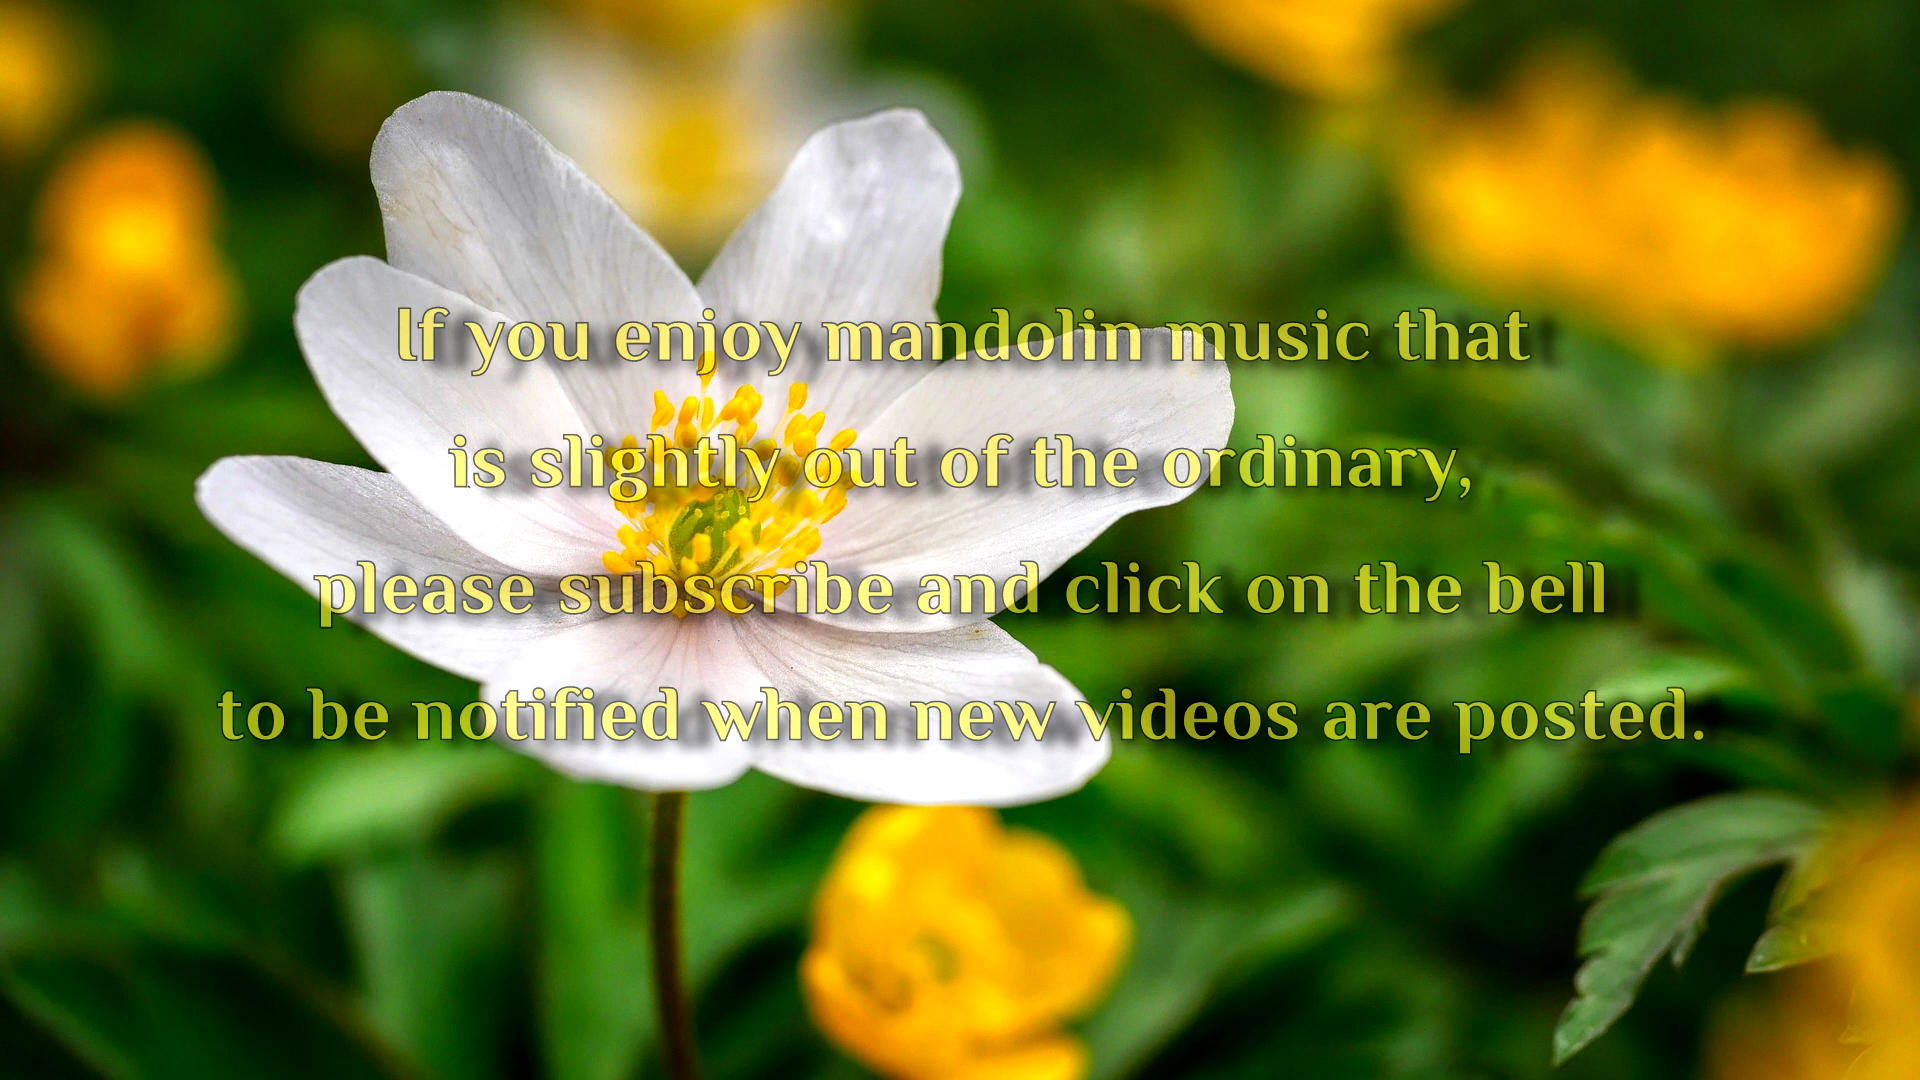 If you enjoy mandolin music that
is slightly out of the ordinary,
please subscribe and click on the bell
to be notified when new videos are posted.